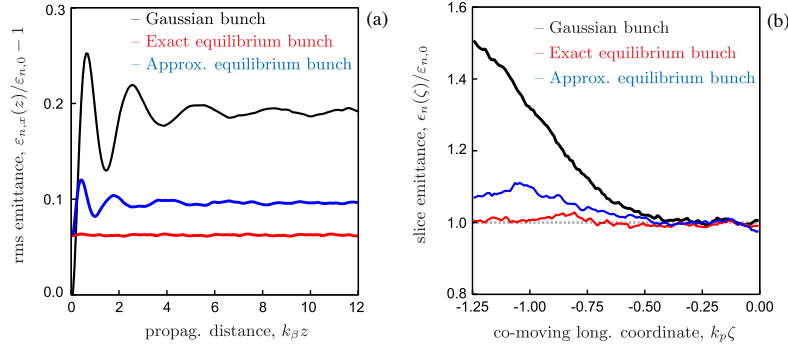 (a)
– Gaussian bunch
– Exact equilibrium bunch
– Approx. equilibrium bunch
rms emittance, εₙ,ₓ(z)/εₙ,₀ − 1
0.3
0.2
0.1
0.0
0 2 4 6 8 10 12
propag. distance, k_β z
(b)
– Gaussian bunch
– Exact equilibrium bunch
– Approx. equilibrium bunch
slice emittance, ϵₙ(ζ)/εₙ,₀
1.6
1.4
1.2
1.0
0.8
-1.25 -1.00 -0.75 -0.50 -0.25 0.00
co-moving long. coordinate, k_p ζ